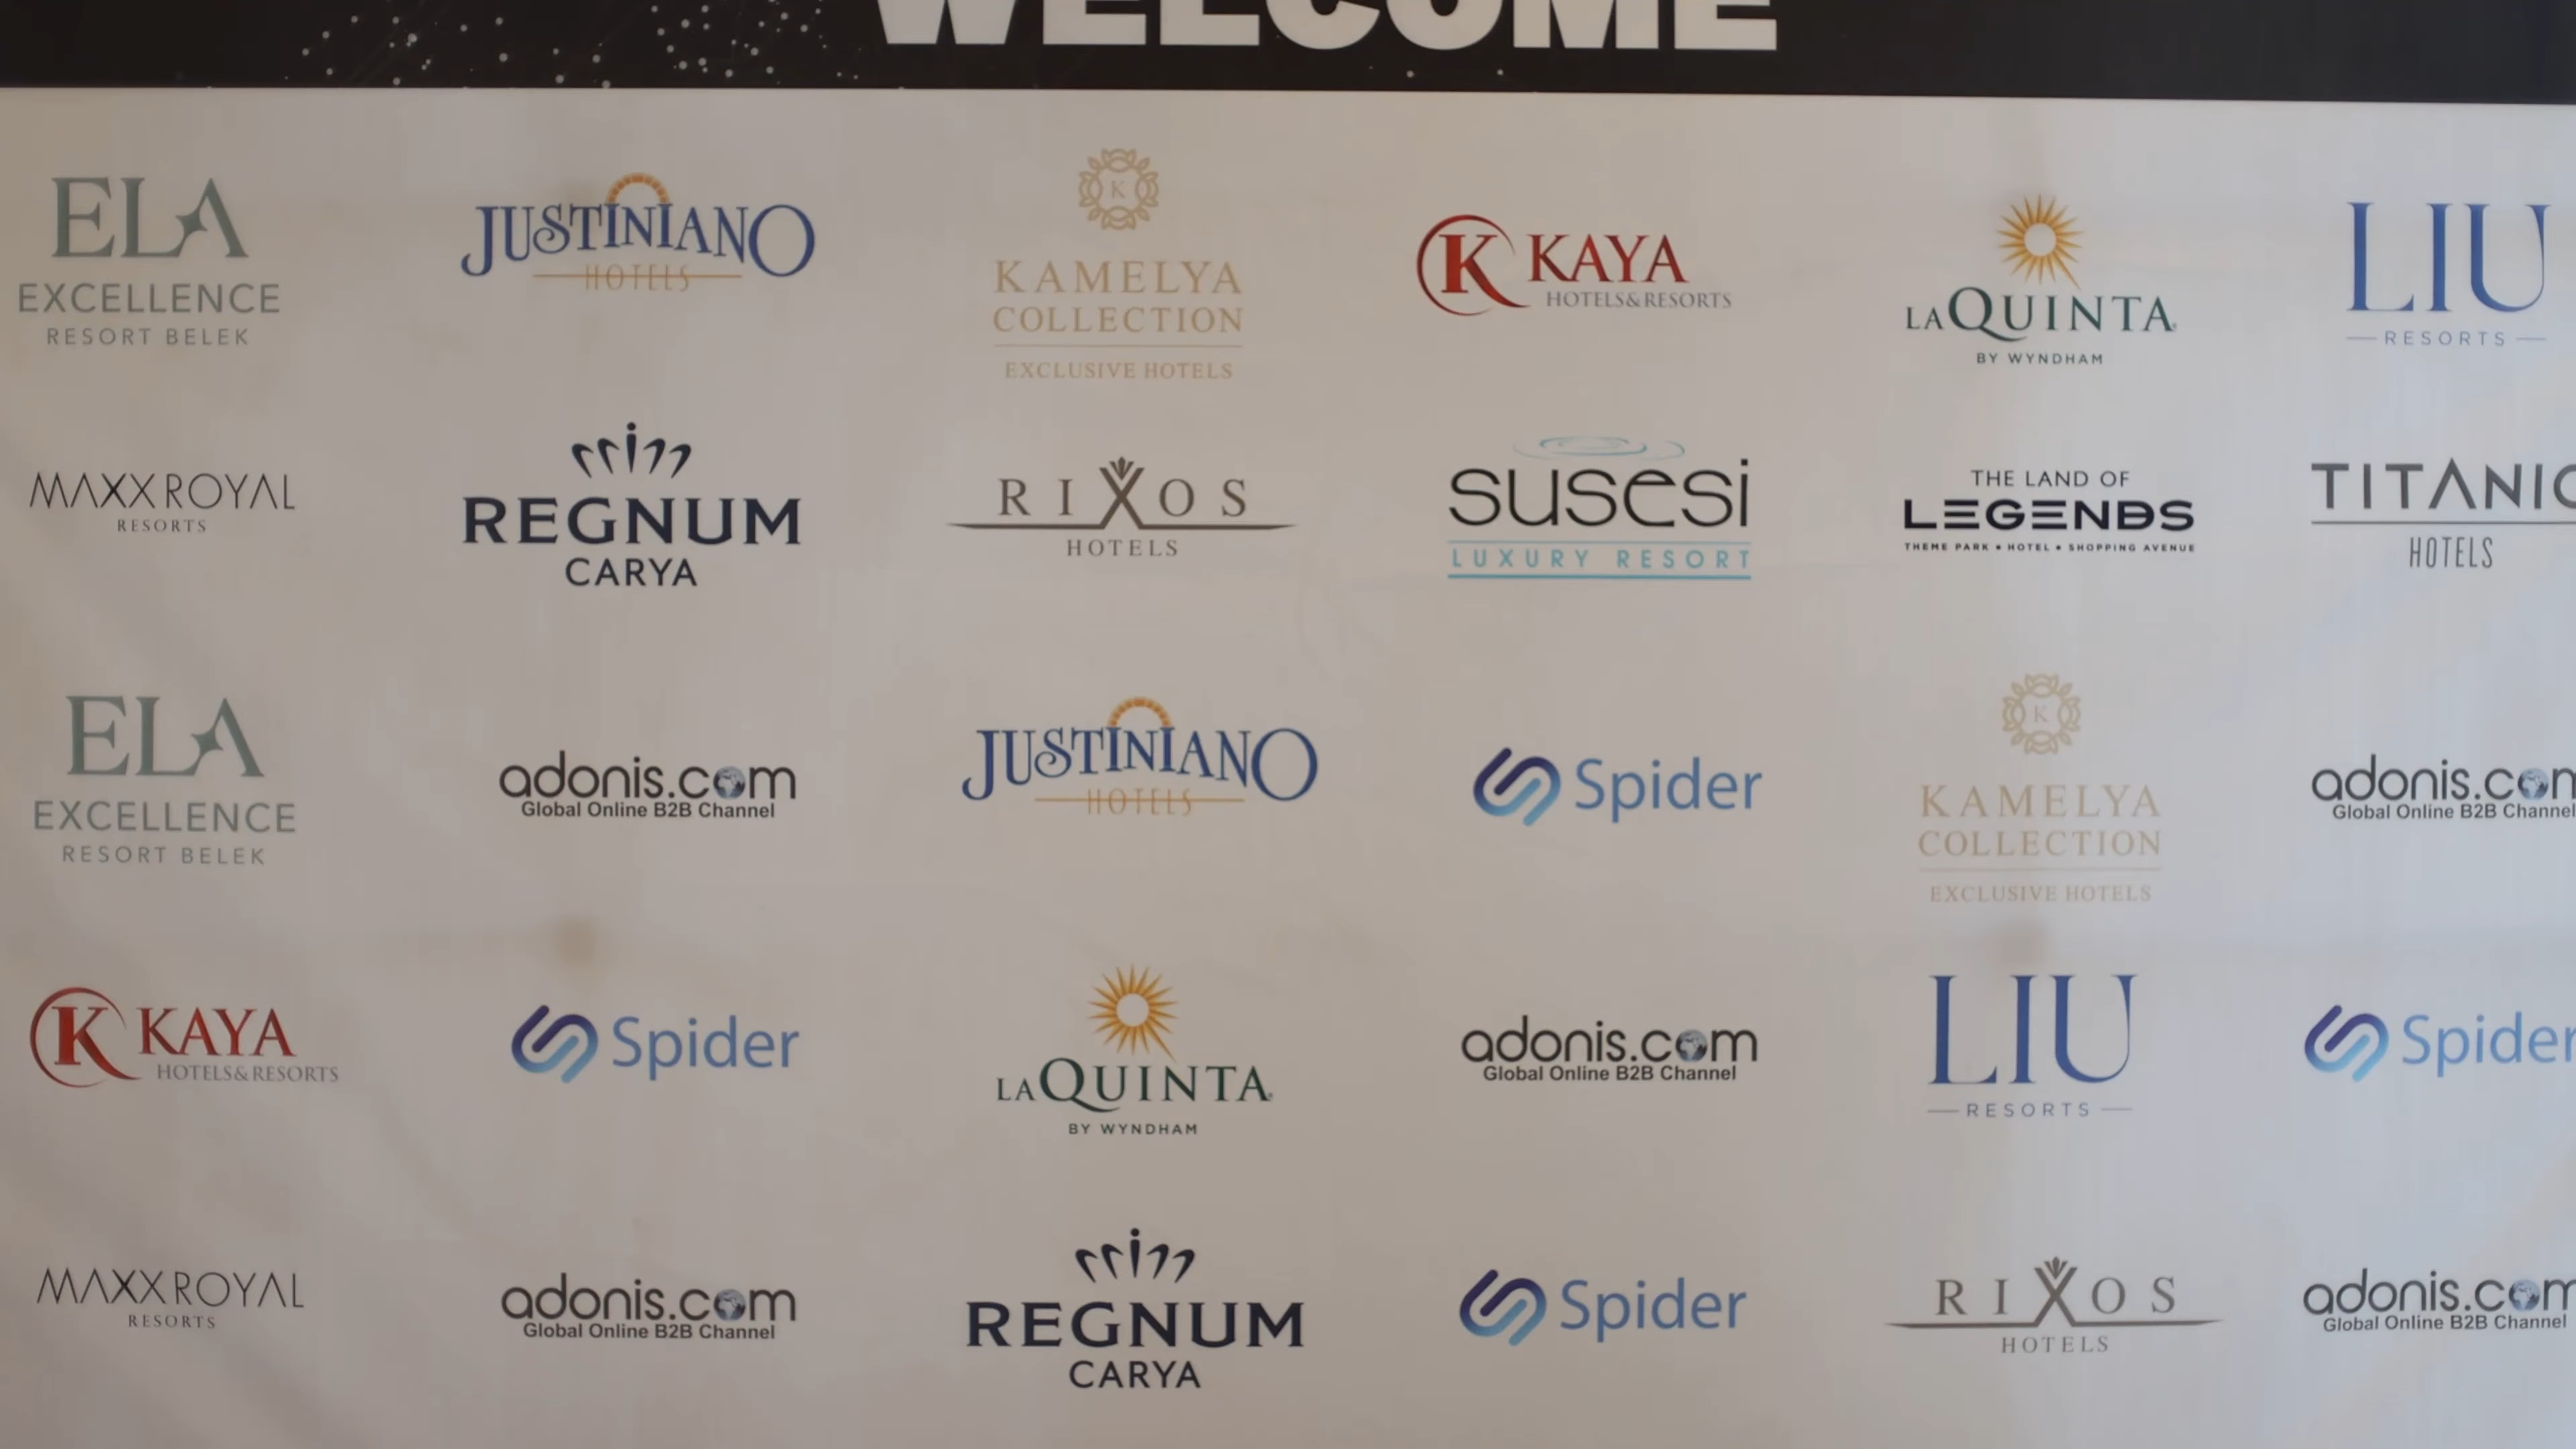 WELCOME
ELA
EXCELLENCE
RESORT BELEK
JUSTINIANO
HOTELS
K
KAMELYA
COLLECTION
EXCLUSIVE HOTELS
K KAYA
HOTELS&RESORTS
LAQUINTA
BY WYNDHAM
LIU
RESORTS
MAXX ROYAL
RESORTS
REGNUM
CARYA
RIXOS
HOTELS
susesi
LUXURY RESORT
THE LAND OF
LEGENDS
THEME PARK • HOTEL • SHOPPING AVENUE
TITANIC
HOTELS
ELA
EXCELLENCE
RESORT BELEK
adonis.com
Global Online B2B Channel
JUSTINIANO
HOTELS
Spider
K
KAMELYA
COLLECTION
EXCLUSIVE HOTELS
adonis.com
Global Online B2B Channel
K KAYA
HOTELS&RESORTS
Spider
LAQUINTA
BY WYNDHAM
adonis.com
Global Online B2B Channel
LIU
RESORTS
Spider
MAXX ROYAL
RESORTS
adonis.com
Global Online B2B Channel
REGNUM
CARYA
Spider
RIXOS
HOTELS
adonis.com
Global Online B2B Channel